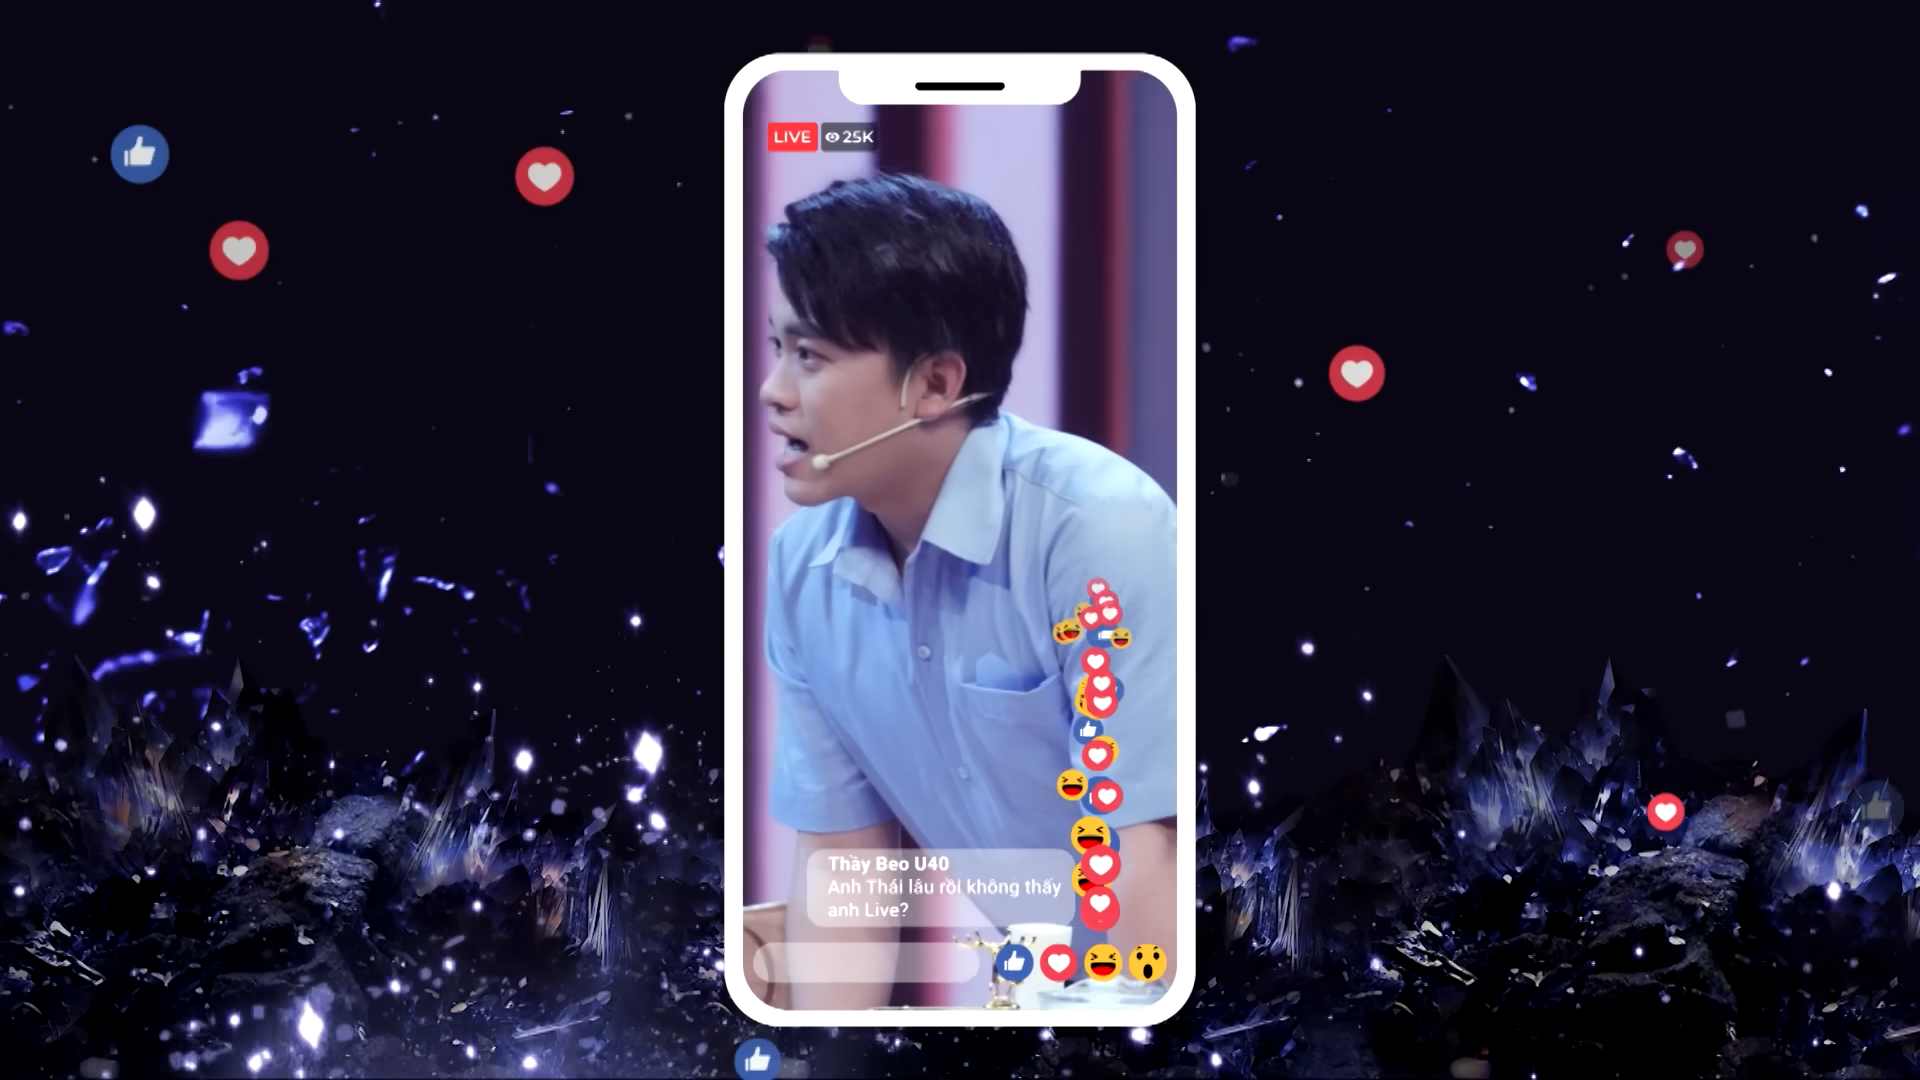 LIVE 25K
Thầy Beo U40
Anh Thái lâu rồi không thấy
anh Live?